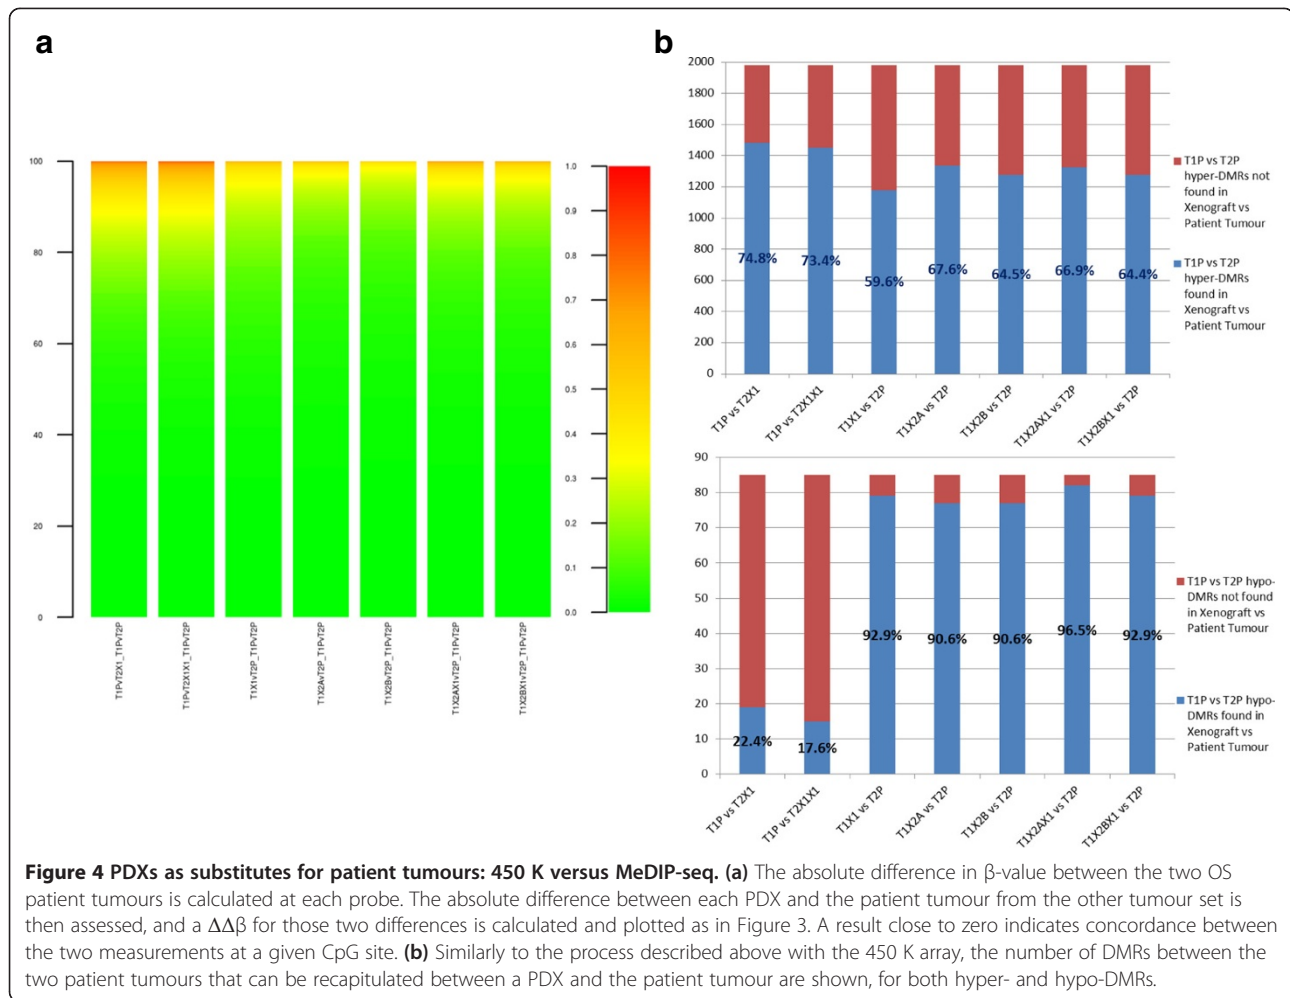 a
100
80
60
40
20
0
T1PvT2X1_T1PvT2P
T1PvT2X1X1_T1PvT2P
T1X1vT2P_T1PvT2P
T1X2AvT2P_T1PvT2P
T1X2BvT2P_T1PvT2P
T1X2AX1vT2P_T1PvT2P
T1X2BX1vT2P_T1PvT2P
1.0
0.9
0.8
0.7
0.6
0.5
0.4
0.3
0.2
0.1
0.0
b
2000
1800
1600
1400
1200
1000
800
600
400
200
0
74.8%
73.4%
59.6%
67.6%
64.5%
66.9%
64.4%
T1P vs T2X1
T1P vs T2X1X1
T1X1 vs T2P
T1X2A vs T2P
T1X2B vs T2P
T1X2AX1 vs T2P
T1X2BX1 vs T2P
T1P vs T2P
hyper-DMRs not
found in
Xenograft vs
Patient Tumour
T1P vs T2P
hyper-DMRs
found in
Xenograft vs
Patient Tumour
90
80
70
60
50
40
30
20
10
0
22.4%
17.6%
92.9%
90.6%
90.6%
96.5%
92.9%
T1P vs T2X1
T1P vs T2X1X1
T1X1 vs T2P
T1X2A vs T2P
T1X2B vs T2P
T1X2AX1 vs T2P
T1X2BX1 vs T2P
T1P vs T2P hypo-
DMRs not found
in Xenograft vs
Patient Tumour
T1P vs T2P hypo-
DMRs found in
Xenograft vs
Patient Tumour
Figure 4 PDXs as substitutes for patient tumours: 450 K versus MeDIP-seq. (a) The absolute difference in β-value between the two OS
patient tumours is calculated at each probe. The absolute difference between each PDX and the patient tumour from the other tumour set is
then assessed, and a ΔΔβ for those two differences is calculated and plotted as in Figure 3. A result close to zero indicates concordance between
the two measurements at a given CpG site. (b) Similarly to the process described above with the 450 K array, the number of DMRs between the
two patient tumours that can be recapitulated between a PDX and the patient tumour are shown, for both hyper- and hypo-DMRs.